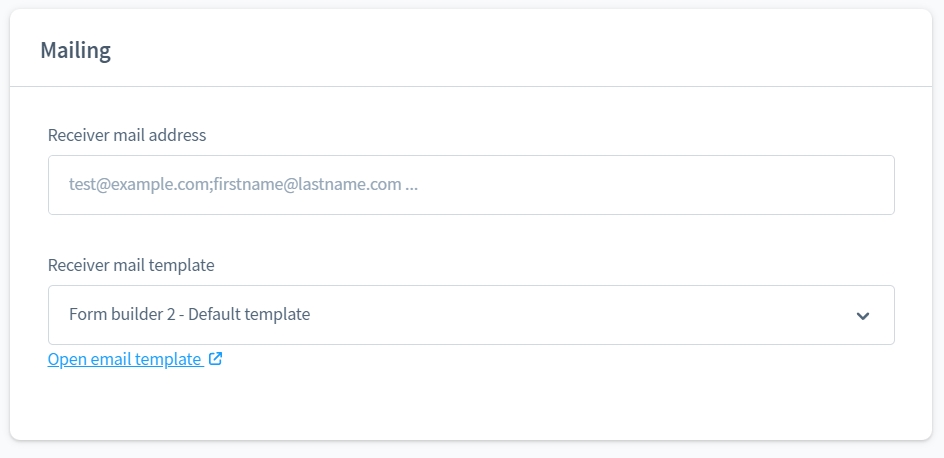 Mailing
Receiver mail address
test@example.com;firstname@lastname.com ...
Receiver mail template
Form builder 2 - Default template
Open email template